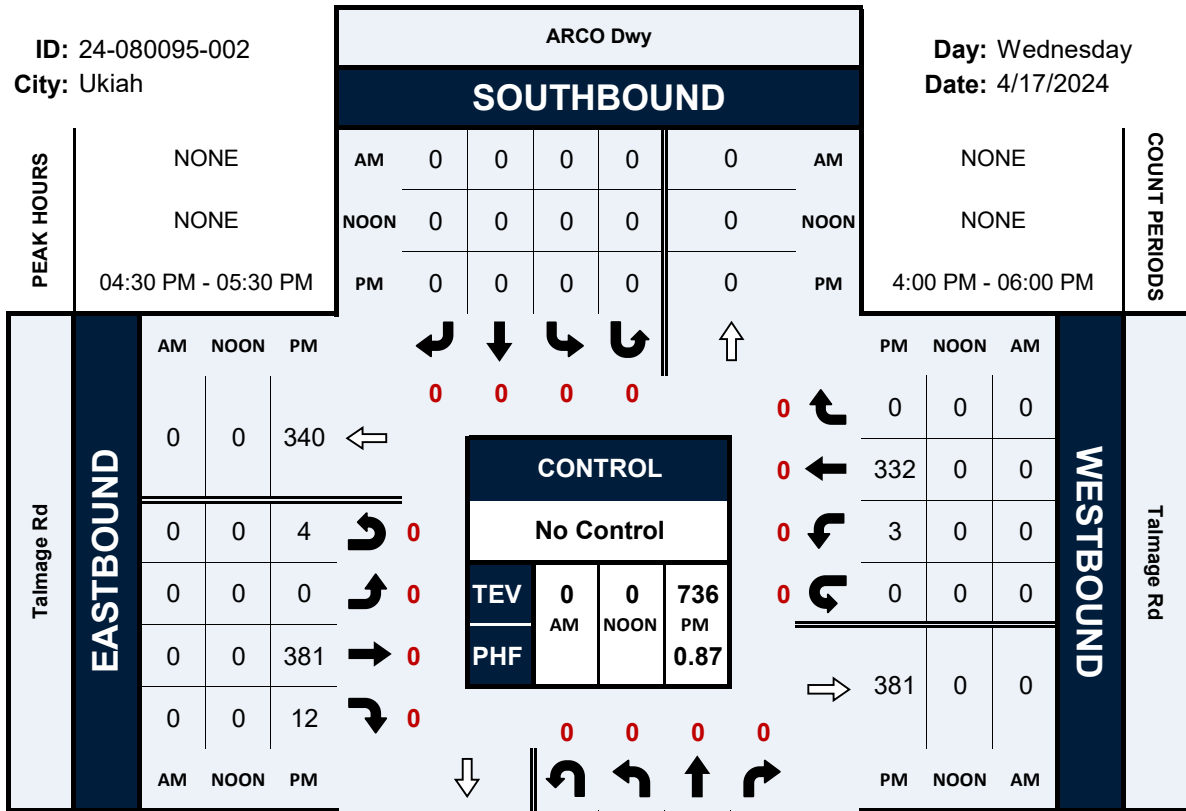 ARCO Dwy
ID: 24-080095-002
City: Ukiah
Day: Wednesday
Date: 4/17/2024
SOUTHBOUND
PEAK HOURS
NONE
NONE
04:30 PM - 05:30 PM
AM 0 0 0 0 0 AM
NOON 0 0 0 0 0 NOON
PM 0 0 0 0 0 PM
NONE
NONE
4:00 PM - 06:00 PM
COUNT PERIODS
0 0 0 0
Talmage Rd
EASTBOUND
AM NOON PM
0 0 340
0 0 4 0
0 0 0 0
0 0 381 0
0 0 12 0
AM NOON PM
CONTROL
No Control
TEV 0 0 736
AM NOON PM
PHF 0.87
PM NOON AM
0 0 0 0
0 332 0 0
0 3 0 0
0 0 0 0
381 0 0
PM NOON AM
WESTBOUND
Talmage Rd
0 0 0 0